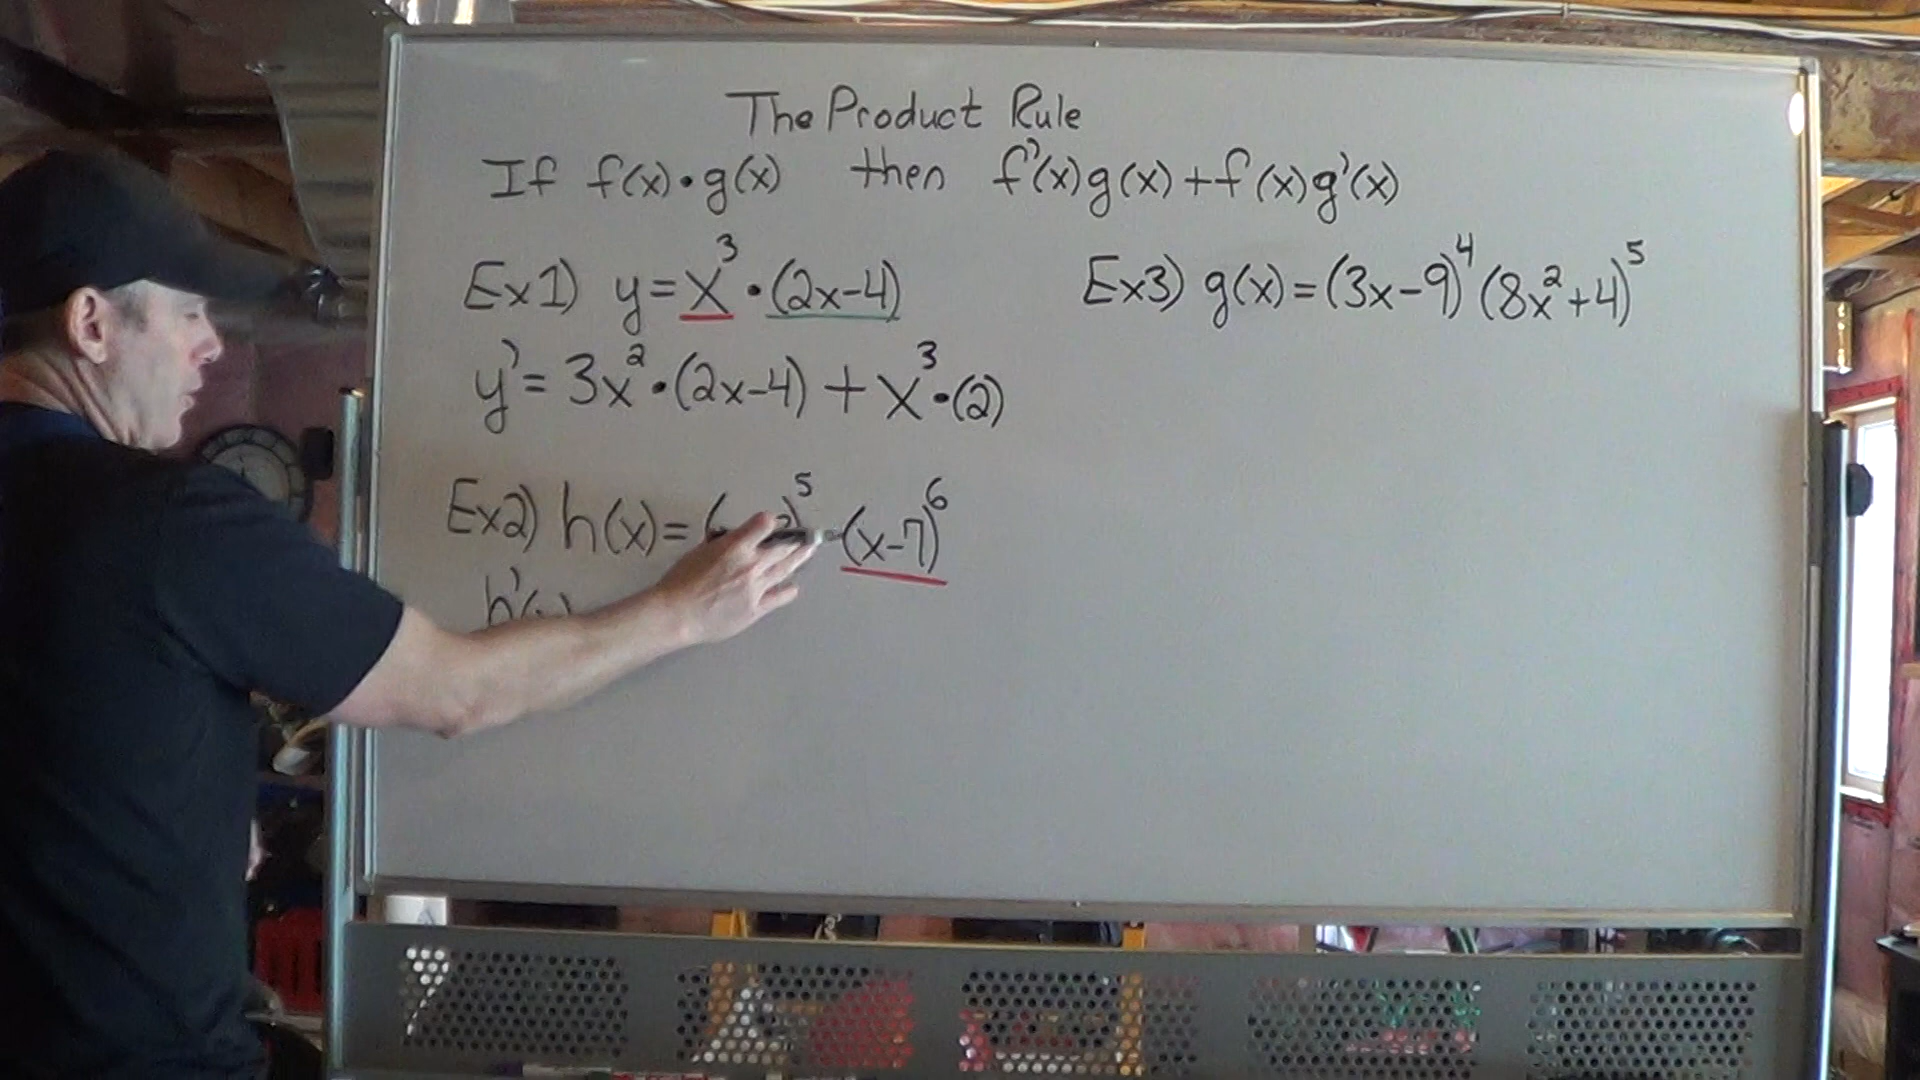 The Product Rule
If f(x)•g(x) then f'(x)g(x)+f(x)g'(x)
Ex1) y=x³•(2x-4)
y'=3x²•(2x-4)+x³•(2)
Ex2) h(x)=( )⁵ (x-7)⁶
h'(x)
Ex3) g(x)=(3x-9)⁴(8x²+4)⁵